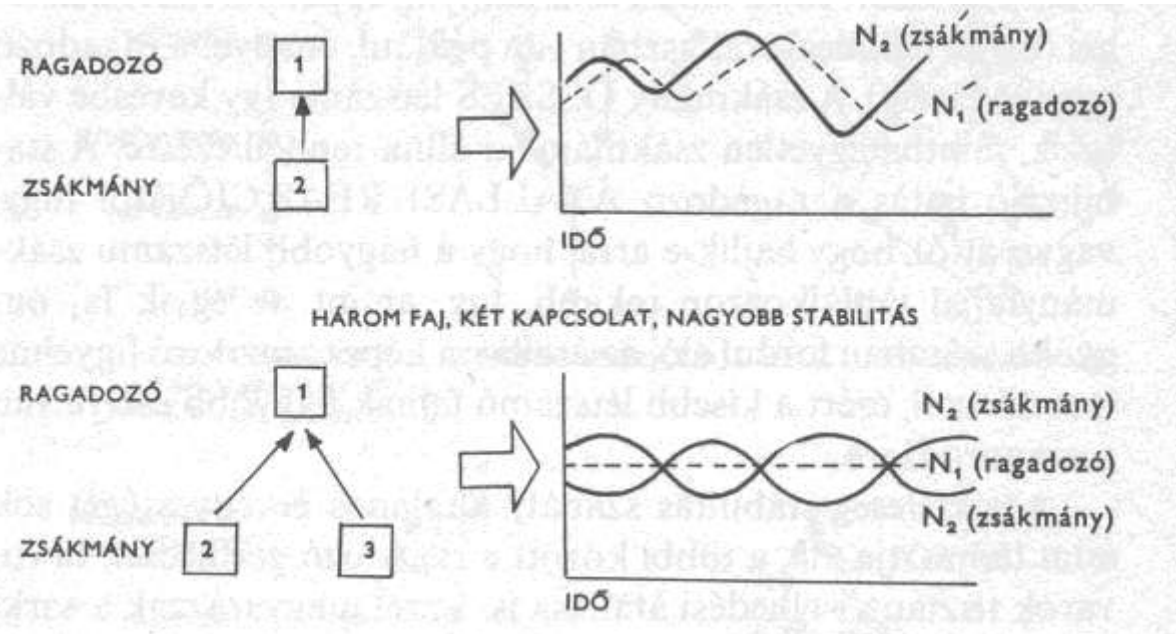 RAGADOZÓ
1
ZSÁKMÁNY
2
N₂ (zsákmány)
N₁ (ragadozó)
IDŐ
HÁROM FAJ, KÉT KAPCSOLAT, NAGYOBB STABILITÁS
RAGADOZÓ
1
ZSÁKMÁNY
2
3
N₂ (zsákmány)
N₁ (ragadozó)
N₂ (zsákmány)
IDŐ